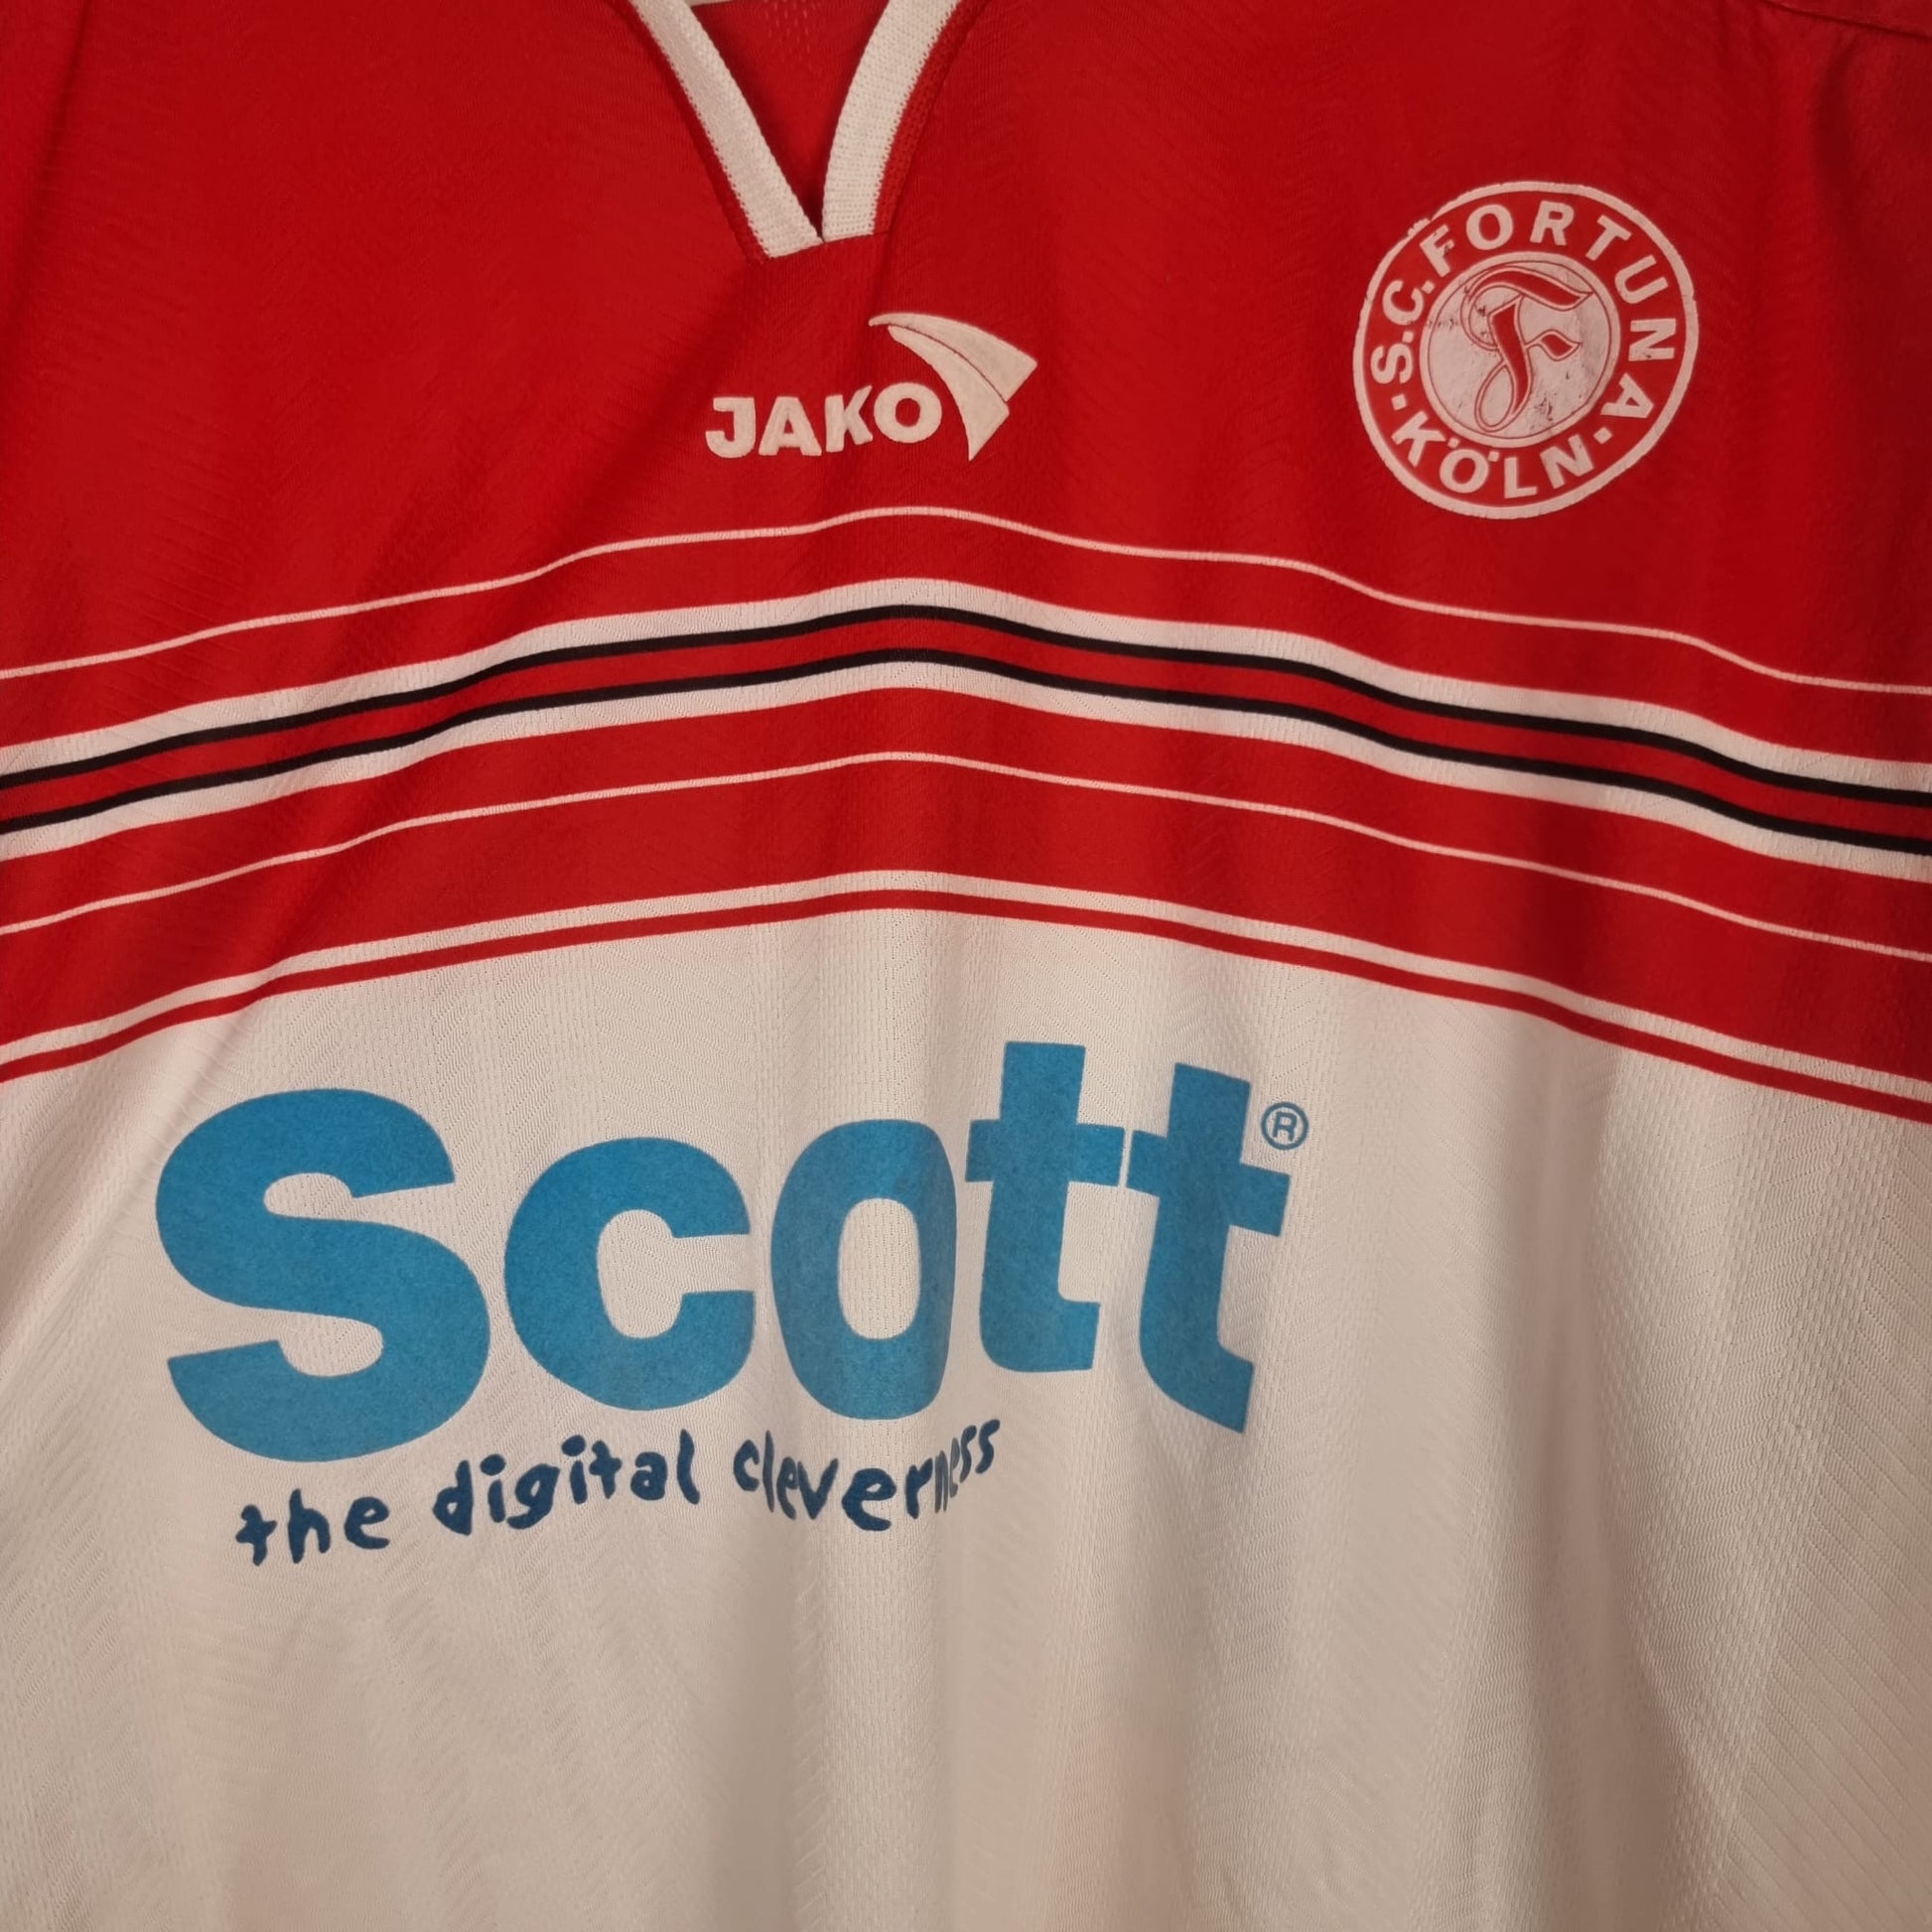 JAKO
S.C. FORTUNA · KÖLN ·
F
Scott®
the digital cleverness